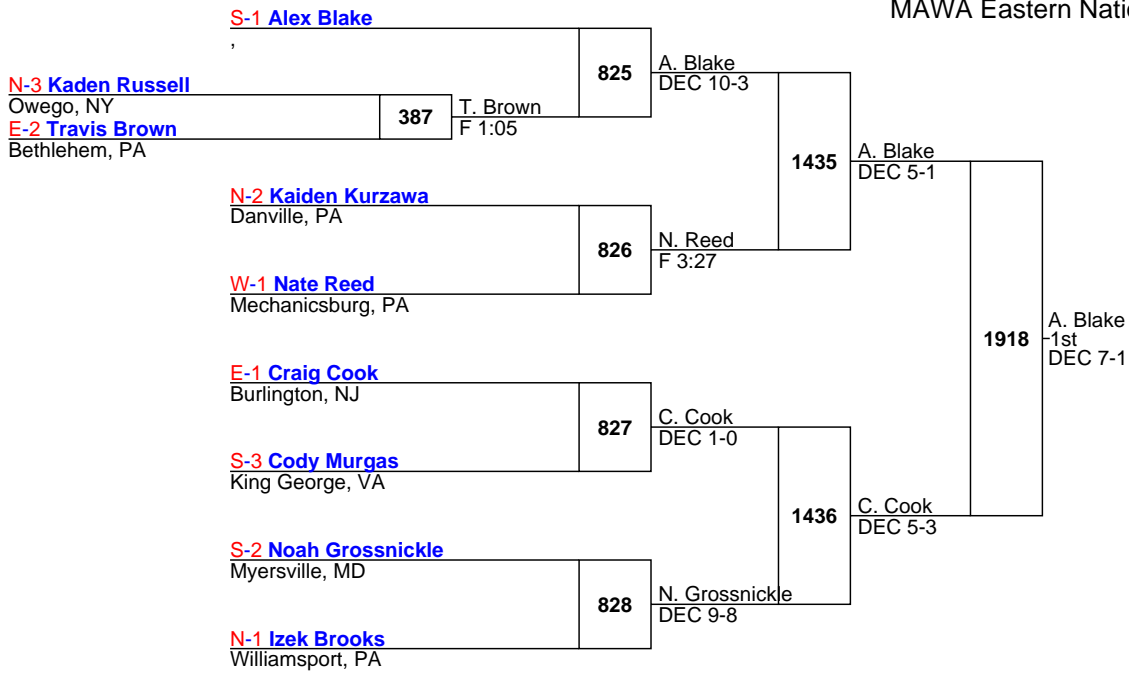 MAWA Eastern Natio
S-1 Alex Blake
,
N-3 Kaden Russell
Owego, NY
E-2 Travis Brown
Bethlehem, PA
387
T. Brown
F 1:05
825
A. Blake
DEC 10-3
N-2 Kaiden Kurzawa
Danville, PA
W-1 Nate Reed
Mechanicsburg, PA
826
N. Reed
F 3:27
1435
A. Blake
DEC 5-1
E-1 Craig Cook
Burlington, NJ
S-3 Cody Murgas
King George, VA
827
C. Cook
DEC 1-0
S-2 Noah Grossnickle
Myersville, MD
N-1 Izek Brooks
Williamsport, PA
828
N. Grossnickle
DEC 9-8
1436
C. Cook
DEC 5-3
1918
A. Blake
1st
DEC 7-1